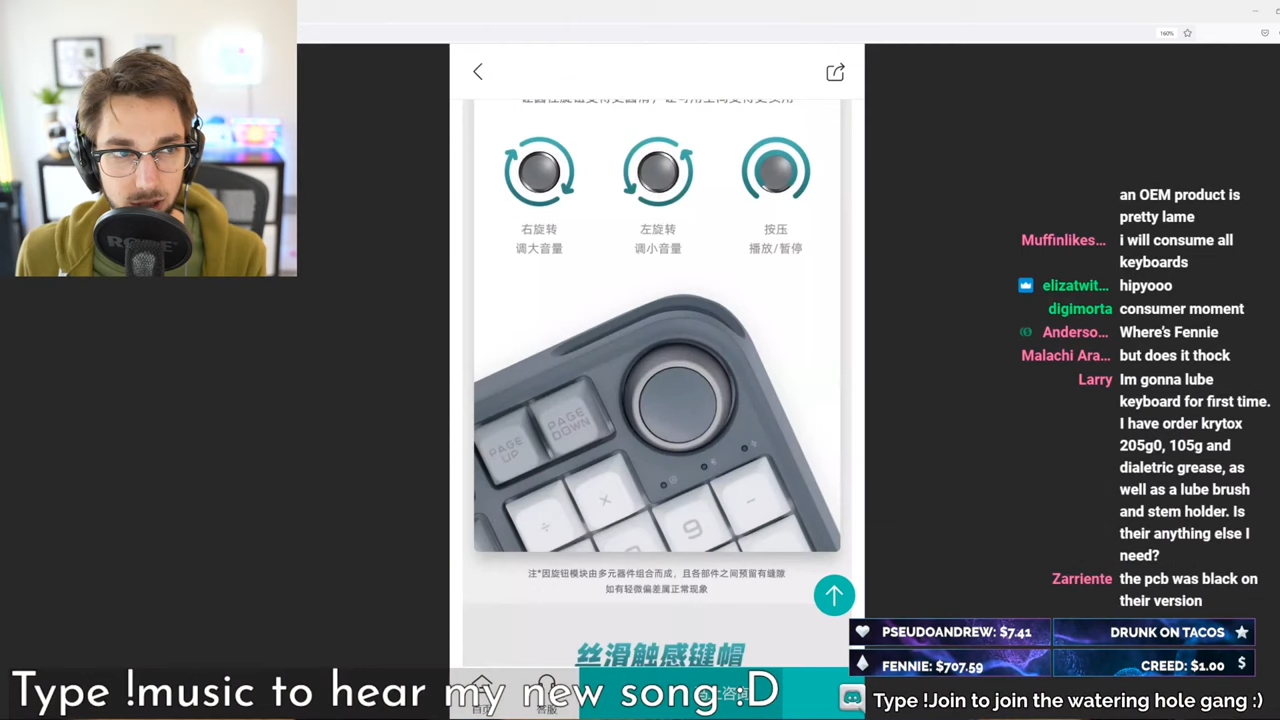 160%
右旋转
调大音量
左旋转
调小音量
按压
播放/暂停
PAGE UP
PAGE DOWN
÷
×
9
−
注*因旋钮模块由多元器件组合而成，且各部件之间预留有缝隙
如有轻微偏差属正常现象
丝滑触感键帽
RODE
an OEM product is
pretty lame
Muffinlikes... i will consume all
keyboards
elizatwit... hipyooo
digimorta consumer moment
Anderso... Where's Fennie
Malachi Ara... but does it thock
Larry Im gonna lube
keyboard for first time.
I have order krytox
205g0, 105g and
dialetric grease, as
well as a lube brush
and stem holder. Is
their anything else I
need?
Zarriente the pcb was black on
their version
PSEUDOANDREW: $7.41
DRUNK ON TACOS
FENNIE: $707.59
CREED: $1.00
Type !music to hear my new song :D
Type !Join to join the watering hole gang :)